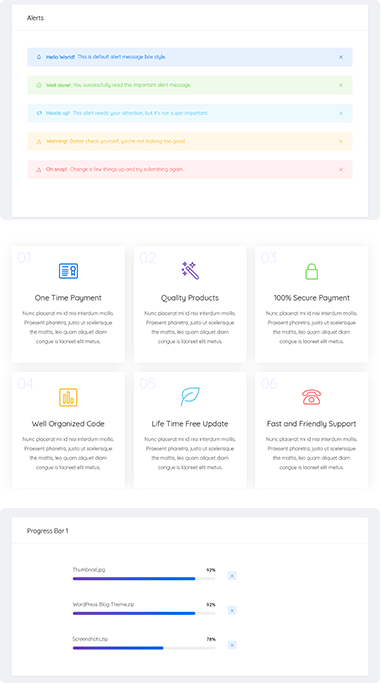 Alerts
Hello World! This is default alert message box style. ×
Well done! You successfully read this important alert message. ×
Heads up! This alert needs your attention, but it's not super important. ×
Warning! Better check yourself, you're not looking too good. ×
Oh snap! Change a few things up and try submitting again. ×
01
One Time Payment
Nunc placerat mi id nisi interdum mollis.
Praesent pharetra, justo ut scelerisque
the mattis, leo quam aliquet diam
congue is laoreet elit metus.
02
Quality Products
Nunc placerat mi id nisi interdum mollis.
Praesent pharetra, justo ut scelerisque
the mattis, leo quam aliquet diam
congue is laoreet elit metus.
03
100% Secure Payment
Nunc placerat mi id nisi interdum mollis.
Praesent pharetra, justo ut scelerisque
the mattis, leo quam aliquet diam
congue is laoreet elit metus.
04
Well Organized Code
Nunc placerat mi id nisi interdum mollis.
Praesent pharetra, justo ut scelerisque
the mattis, leo quam aliquet diam
congue is laoreet elit metus.
05
Life Time Free Update
Nunc placerat mi id nisi interdum mollis.
Praesent pharetra, justo ut scelerisque
the mattis, leo quam aliquet diam
congue is laoreet elit metus.
06
Fast and Friendly Support
Nunc placerat mi id nisi interdum mollis.
Praesent pharetra, justo ut scelerisque
the mattis, leo quam aliquet diam
congue is laoreet elit metus.
Progress Bar 1
Thumbnail.jpg 92% ×
WordPress Blog Theme.zip 92% ×
Screenshots.zip 78% ×